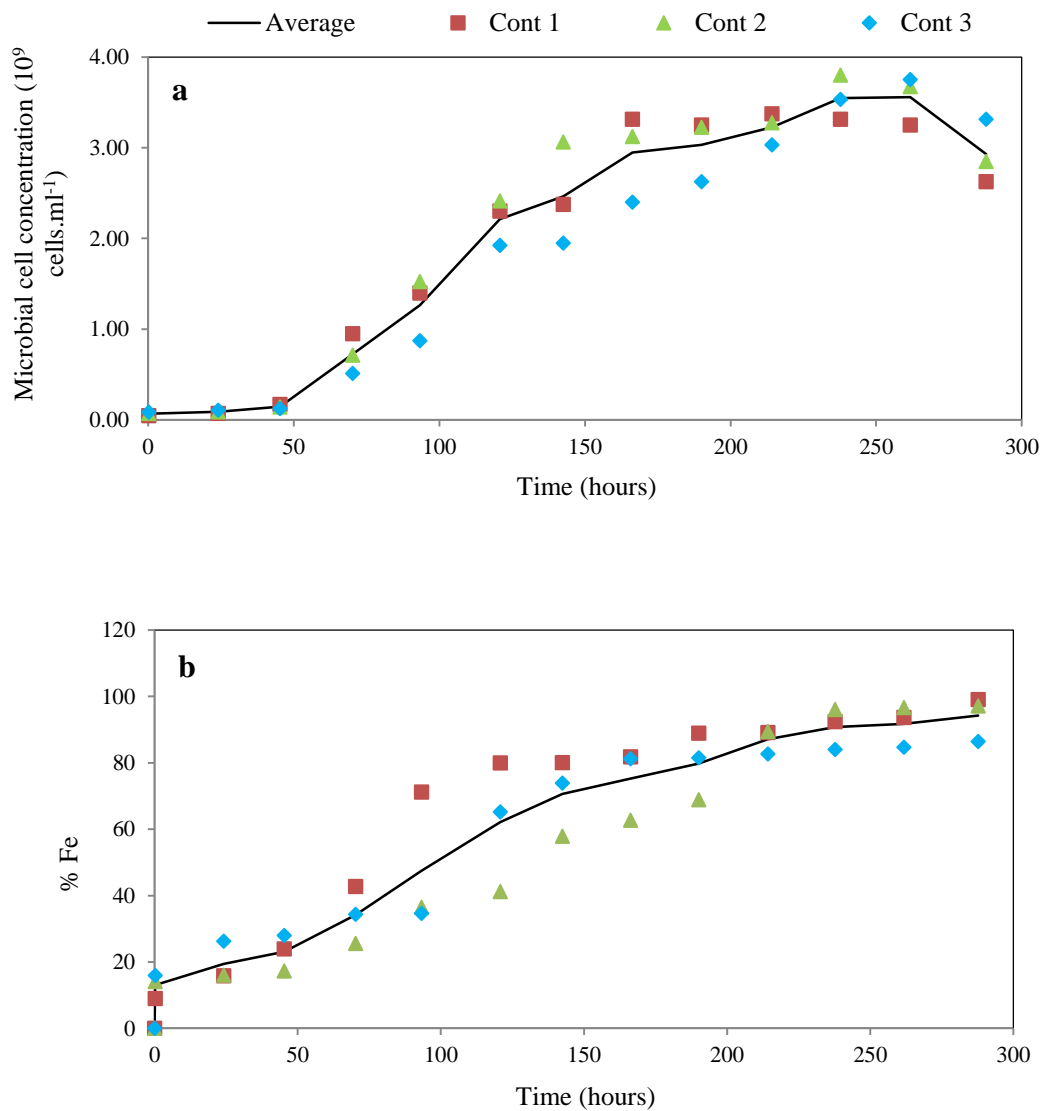 Average Cont 1 Cont 2 Cont 3
4.00
a
3.00
2.00
1.00
0.00
Microbial cell concentration (10⁹
cells.ml⁻¹
0 50 100 150 200 250 300
Time (hours)
120
b
100
80
60
40
20
0
% Fe
0 50 100 150 200 250 300
Time (hours)